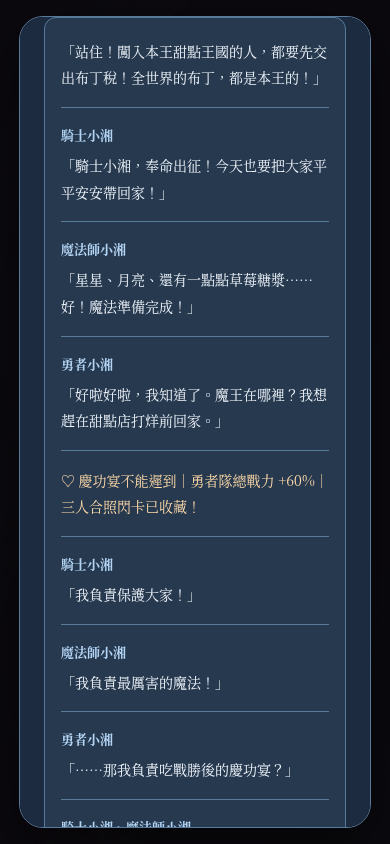 「站住！闖入本王甜點王國的人，都要先交
出布丁稅！全世界的布丁，都是本王的！」
騎士小湘
「騎士小湘，奉命出征！今天也要把大家平
平安安帶回家！」
魔法師小湘
「星星、月亮、還有一點點草莓糖漿⋯⋯
好！魔法準備完成！」
勇者小湘
「好啦好啦，我知道了。魔王在哪裡？我想
趕在甜點店打烊前回家。」
♡ 慶功宴不能遲到｜勇者隊總戰力 +60%｜
三人合照閃卡已收藏！
騎士小湘
「我負責保護大家！」
魔法師小湘
「我負責最厲害的魔法！」
勇者小湘
「⋯⋯那我負責吃戰勝後的慶功宴？」
騎士小湘、魔法師小湘